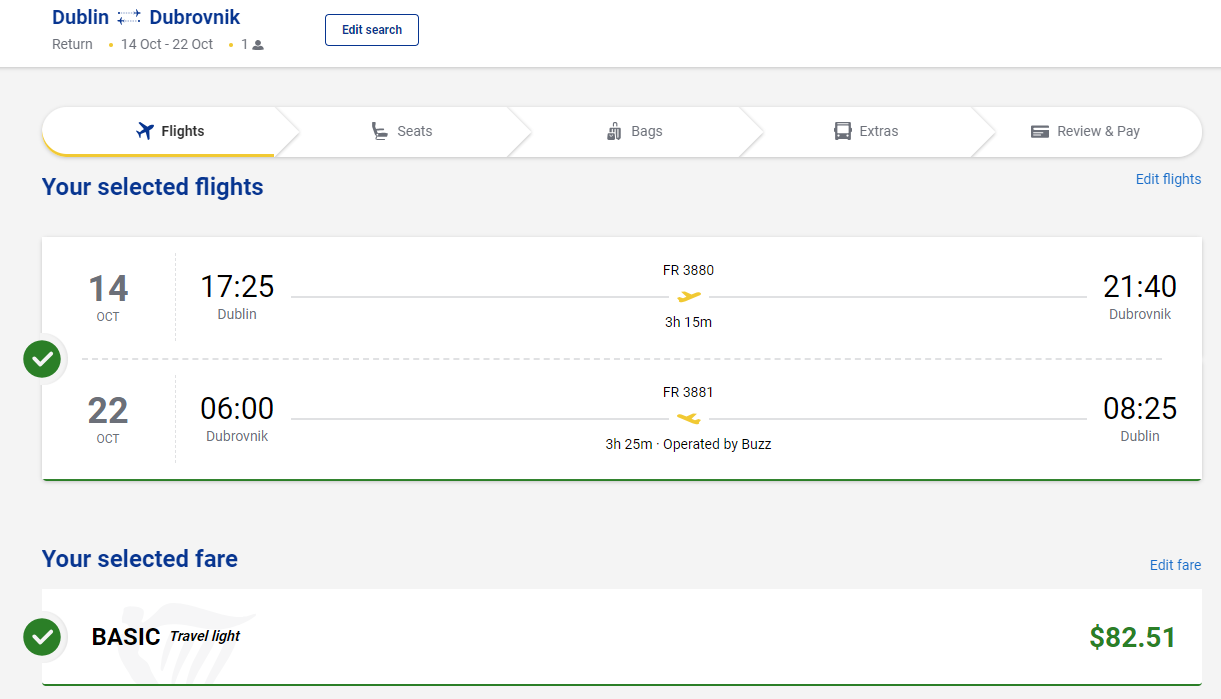 Dublin Dubrovnik
Return • 14 Oct - 22 Oct • 1
Edit search
Flights
Seats
Bags
Extras
Review & Pay
Your selected flights
Edit flights
14
OCT
17:25
Dublin
FR 3880
3h 15m
21:40
Dubrovnik
22
OCT
06:00
Dubrovnik
FR 3881
3h 25m · Operated by Buzz
08:25
Dublin
Your selected fare
Edit fare
BASIC Travel light
$82.51